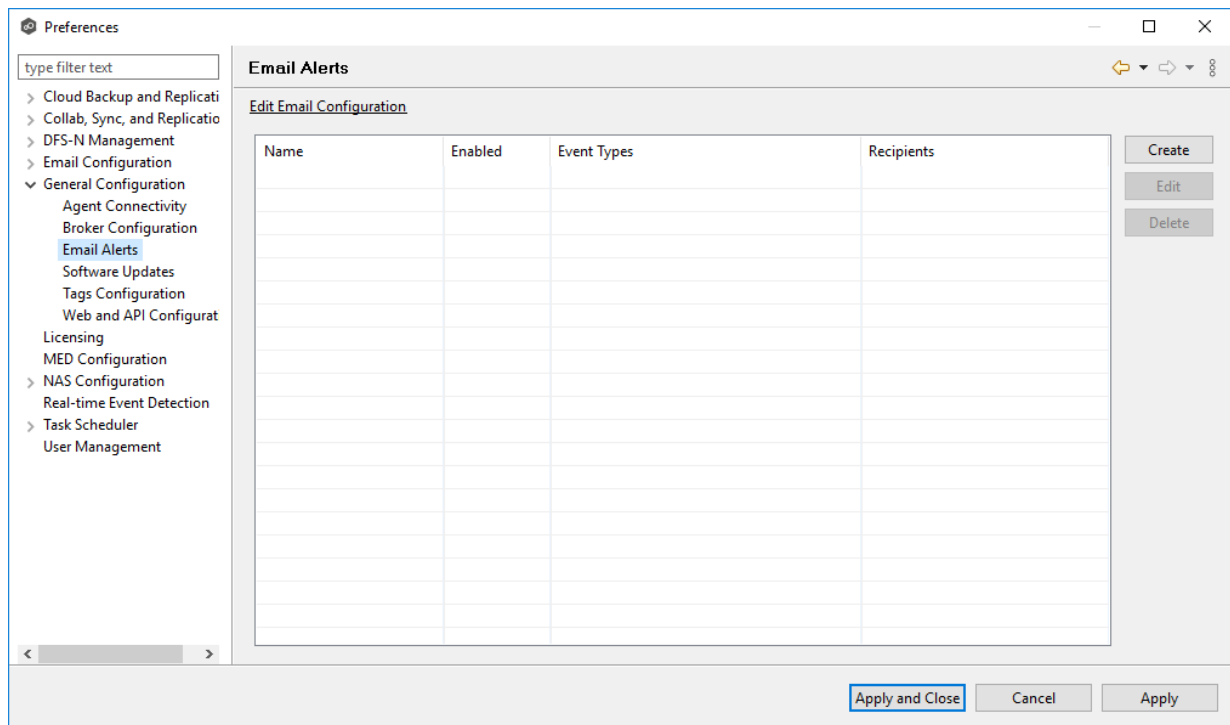 Preferences
type filter text
Cloud Backup and Replicati
Collab, Sync, and Replicatio
DFS-N Management
Email Configuration
General Configuration
Agent Connectivity
Broker Configuration
Email Alerts
Software Updates
Tags Configuration
Web and API Configurat
Licensing
MED Configuration
NAS Configuration
Real-time Event Detection
Task Scheduler
User Management
Email Alerts
Edit Email Configuration
Name Enabled Event Types Recipients
Create
Edit
Delete
Apply and Close Cancel Apply